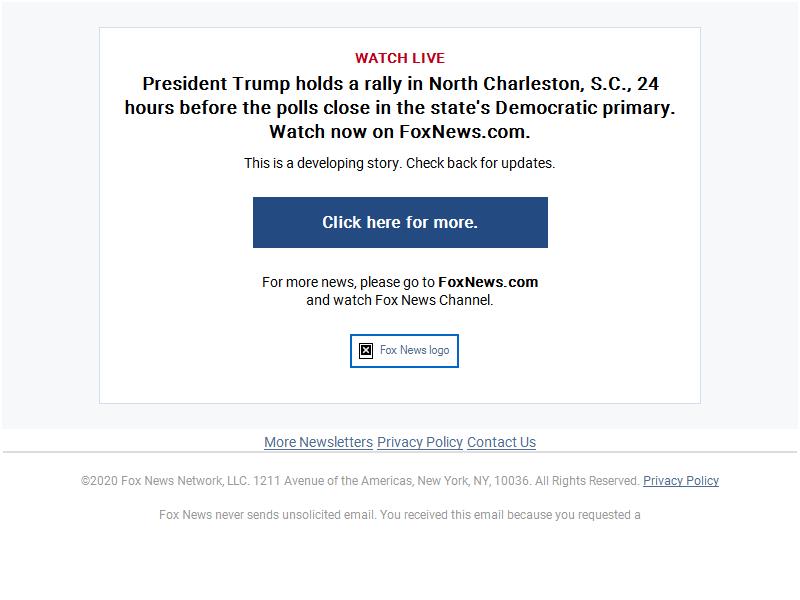 WATCH LIVE
President Trump holds a rally in North Charleston, S.C., 24
hours before the polls close in the state's Democratic primary.
Watch now on FoxNews.com.
This is a developing story. Check back for updates.
Click here for more.
For more news, please go to FoxNews.com
and watch Fox News Channel.
Fox News logo
More Newsletters Privacy Policy Contact Us
©2020 Fox News Network, LLC. 1211 Avenue of the Americas, New York, NY, 10036. All Rights Reserved. Privacy Policy
Fox News never sends unsolicited email. You received this email because you requested a